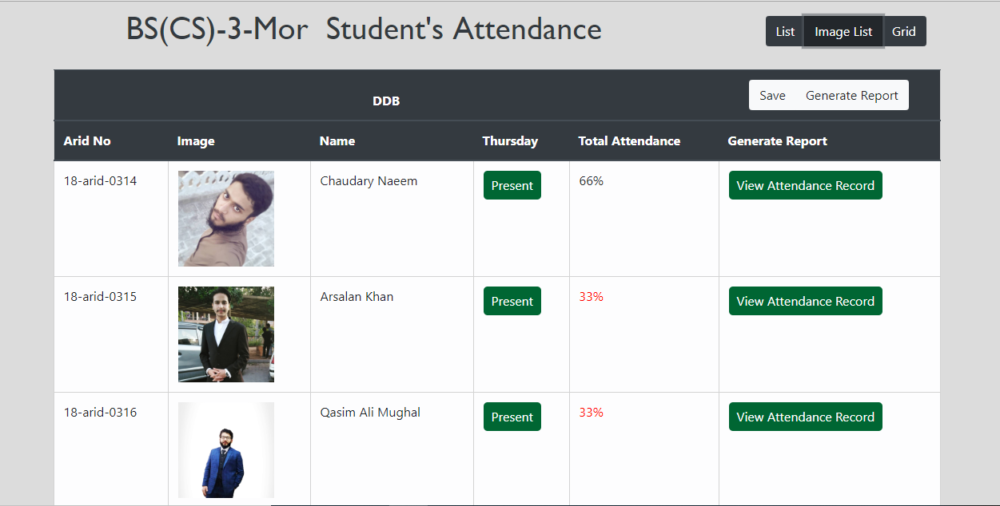 BS(CS)-3-Mor Student's Attendance
List Image List Grid
DDB
Save Generate Report
Arid No Image Name Thursday Total Attendance Generate Report
18-arid-0314 Chaudary Naeem Present 66% View Attendance Record
18-arid-0315 Arsalan Khan Present 33% View Attendance Record
18-arid-0316 Qasim Ali Mughal Present 33% View Attendance Record